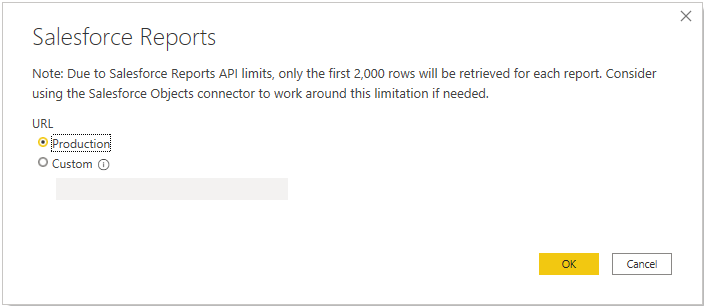 Salesforce Reports
Note: Due to Salesforce Reports API limits, only the first 2,000 rows will be retrieved for each report. Consider
using the Salesforce Objects connector to work around this limitation if needed.
URL
Production
Custom
OK Cancel